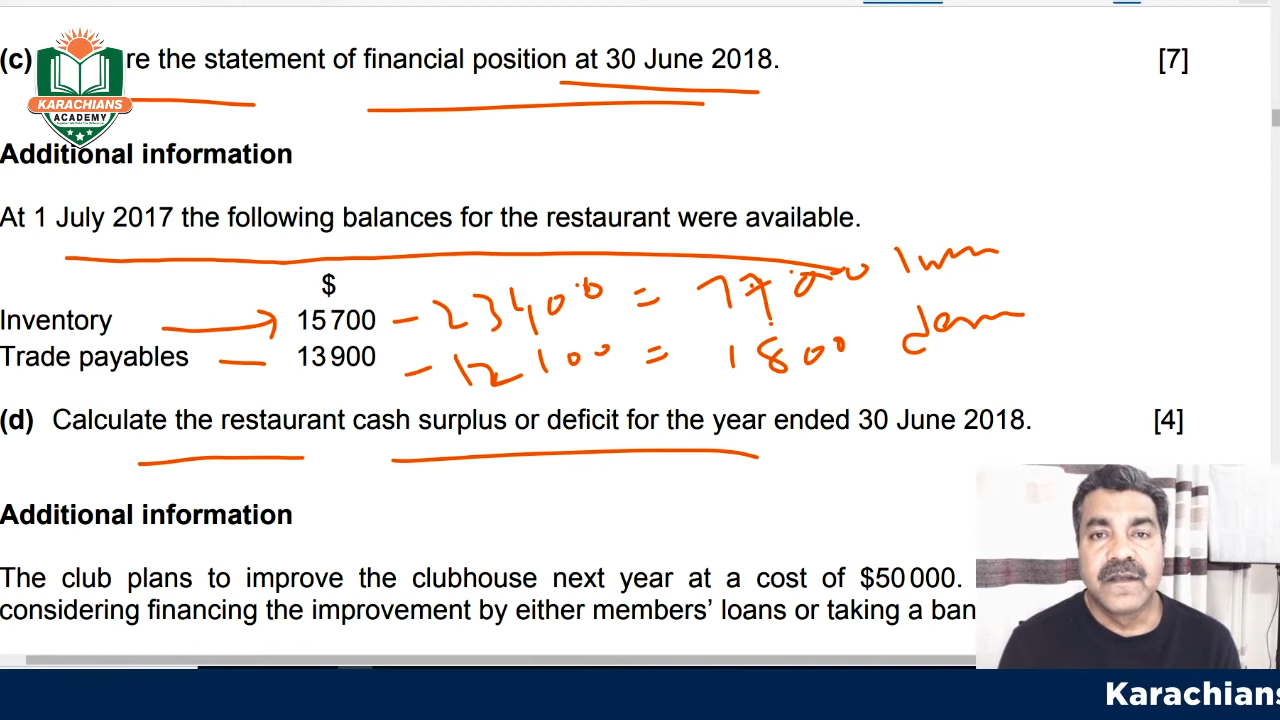 (c) re the statement of financial position at 30 June 2018. [7]
KARACHIANS
ACADEMY
Additional information
At 1 July 2017 the following balances for the restaurant were available.
$
Inventory 15 700 - 23400 =
Trade payables 13 900 - 12100 = 1800
(d) Calculate the restaurant cash surplus or deficit for the year ended 30 June 2018. [4]
Additional information
The club plans to improve the clubhouse next year at a cost of $50 000.
considering financing the improvement by either members’ loans or taking a ban
Karachians